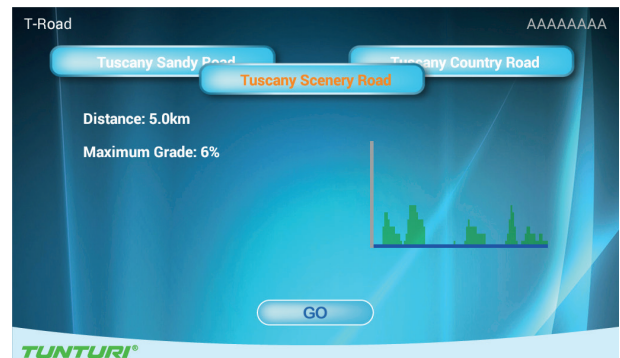 T-Road
AAAAAAAA
Tuscany Sandy Road
Tuscany Country Road
Tuscany Scenery Road
Distance: 5.0km
Maximum Grade: 6%
GO
TUNTURI®